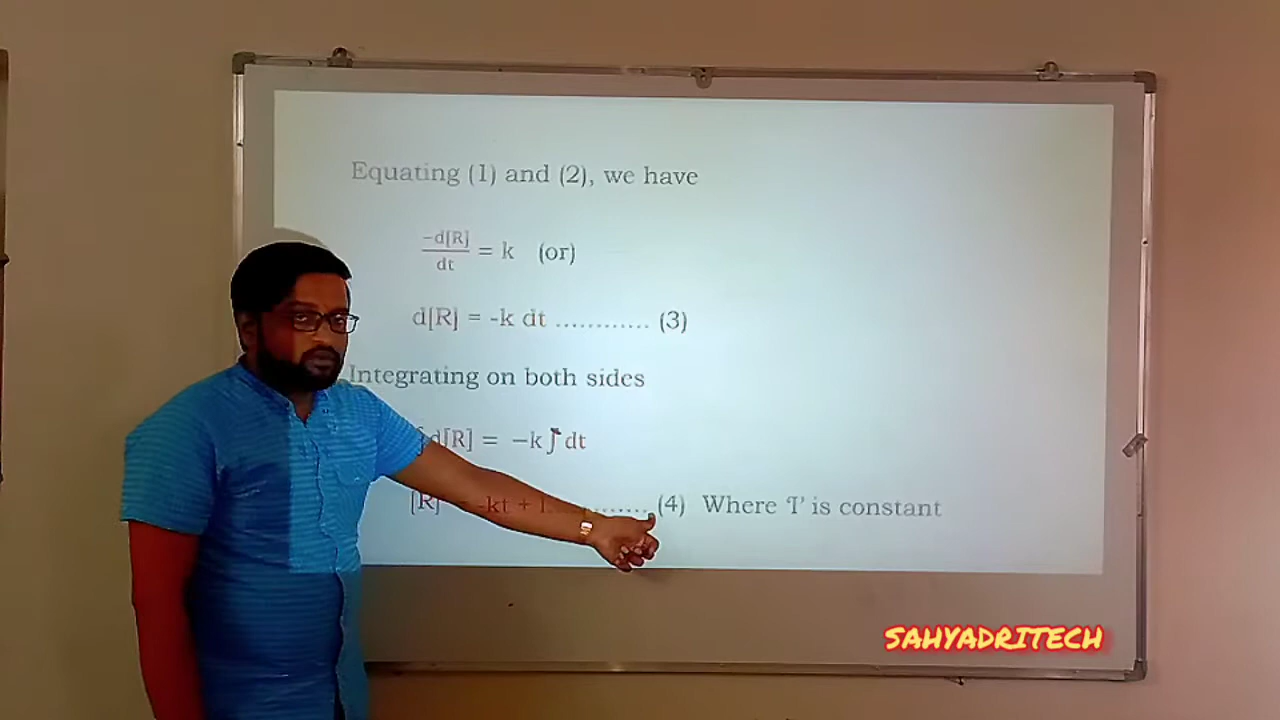 Equating (1) and (2), we have
−d[R]/dt = k (or)
d[R] = -k dt ............ (3)
Integrating on both sides
∫d[R] = −k ∫ dt
[R] = -kt + I............ (4) Where 'I' is constant
SAHYADRITECH